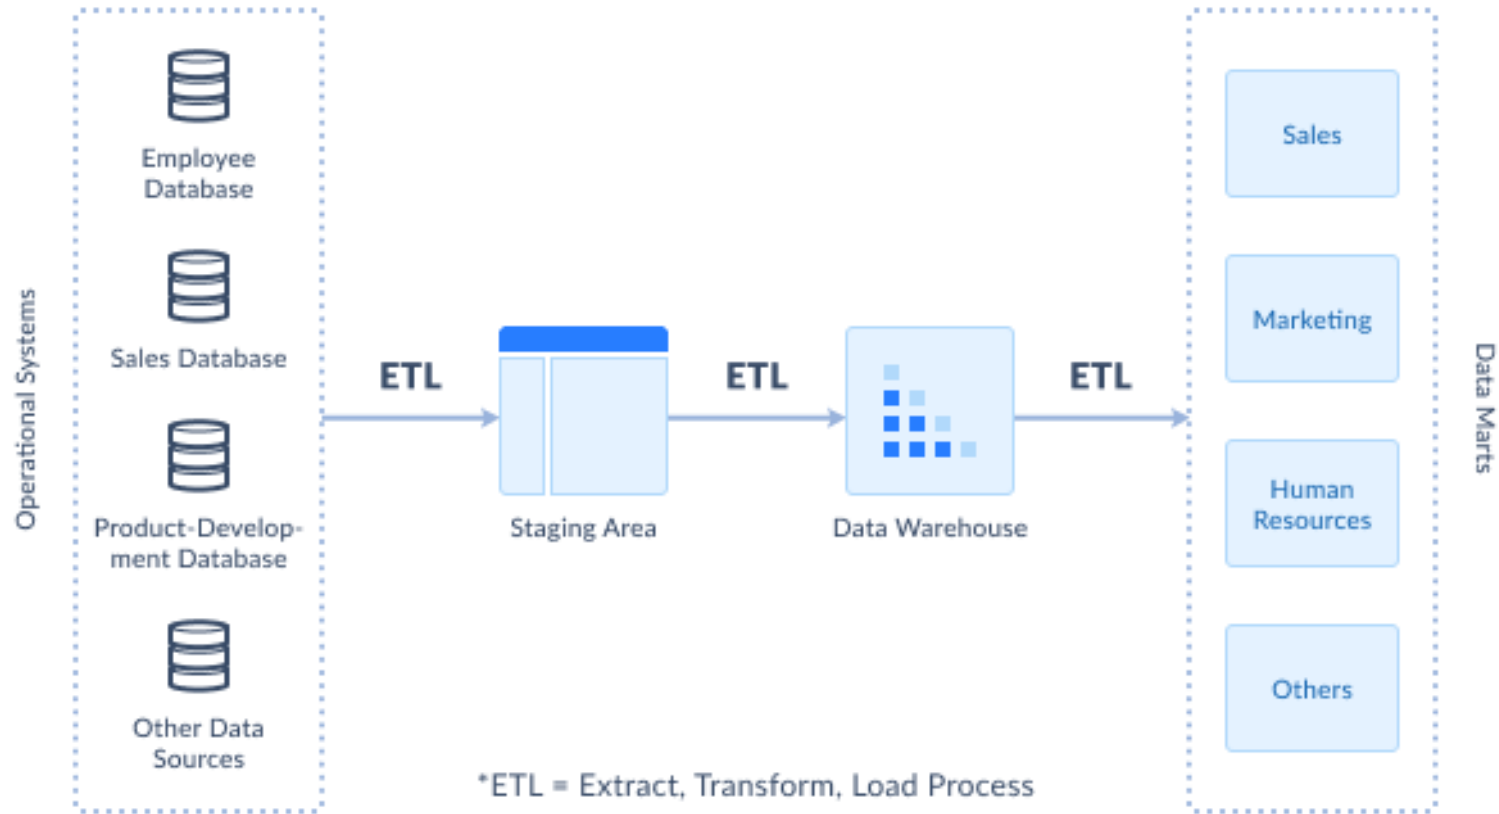 Operational Systems
Employee
Database
Sales Database
Product-Develop-
ment Database
Other Data
Sources
ETL
Staging Area
ETL
Data Warehouse
ETL
Sales
Marketing
Human
Resources
Others
Data Marts
*ETL = Extract, Transform, Load Process